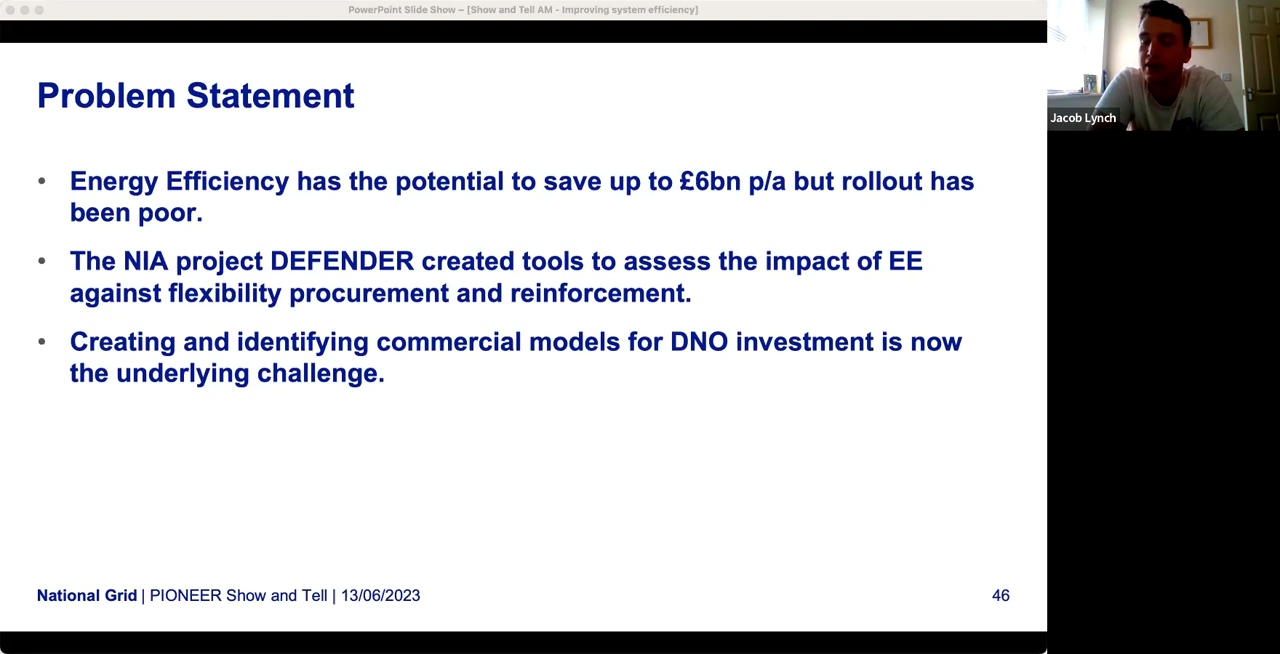 PowerPoint Slide Show – [Show and Tell AM - Improving system efficiency]
Problem Statement
• Energy Efficiency has the potential to save up to £6bn p/a but rollout has
been poor.
• The NIA project DEFENDER created tools to assess the impact of EE
against flexibility procurement and reinforcement.
• Creating and identifying commercial models for DNO investment is now
the underlying challenge.
National Grid | PIONEER Show and Tell | 13/06/2023
46
Jacob Lynch